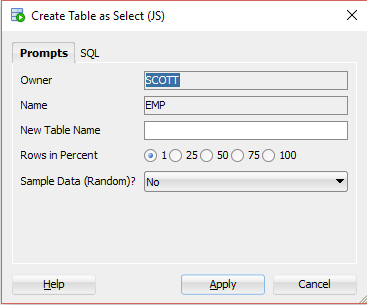 Create Table as Select (JS)
Prompts SQL
Owner SCOTT
Name EMP
New Table Name
Rows in Percent 1 25 50 75 100
Sample Data (Random)? No
Help Apply Cancel